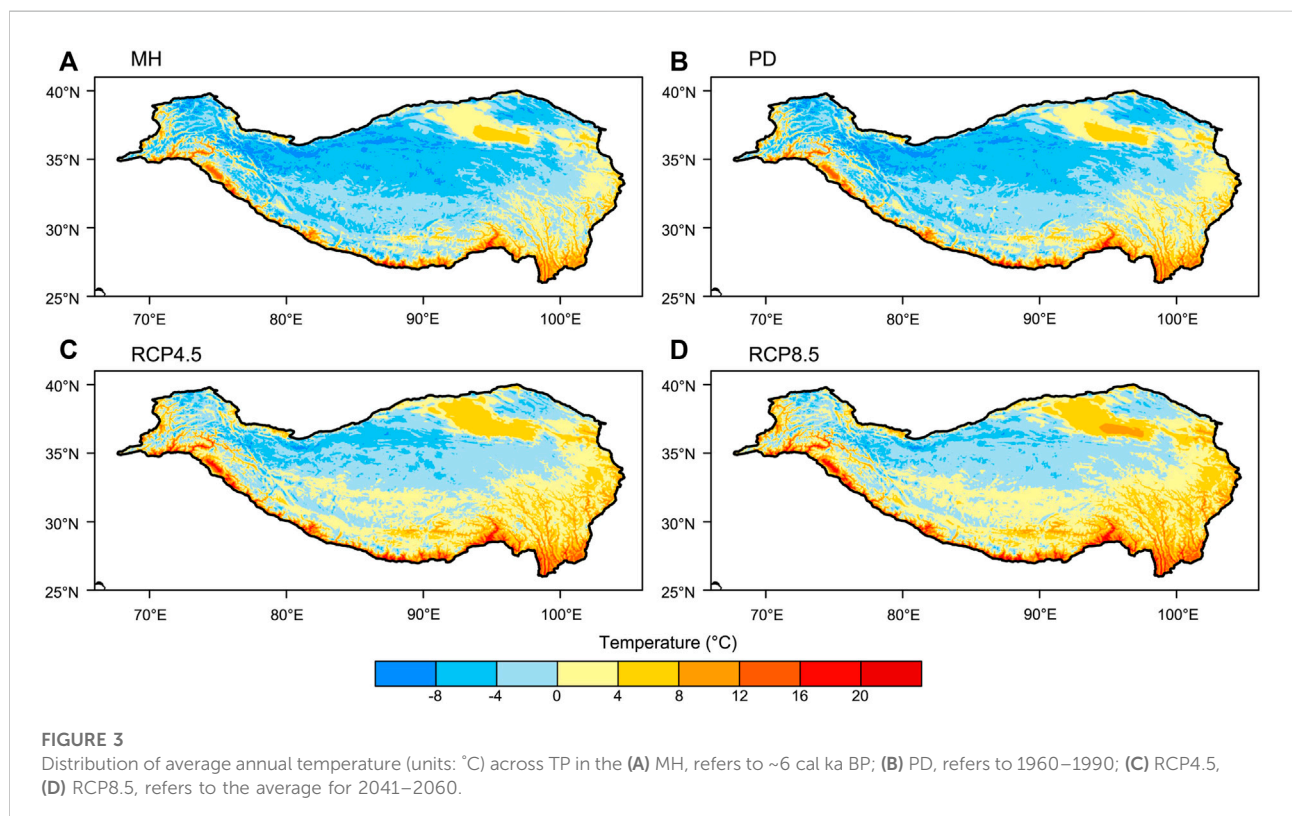 A MH
B PD
40°N
35°N
30°N
25°N
40°N
35°N
30°N
25°N
70°E 80°E 90°E 100°E
70°E 80°E 90°E 100°E
C RCP4.5
D RCP8.5
40°N
35°N
30°N
25°N
40°N
35°N
30°N
25°N
70°E 80°E 90°E 100°E
70°E 80°E 90°E 100°E
Temperature (°C)
-8 -4 0 4 8 12 16 20
FIGURE 3
Distribution of average annual temperature (units: °C) across TP in the (A) MH, refers to ~6 cal ka BP; (B) PD, refers to 1960–1990; (C) RCP4.5,
(D) RCP8.5, refers to the average for 2041–2060.